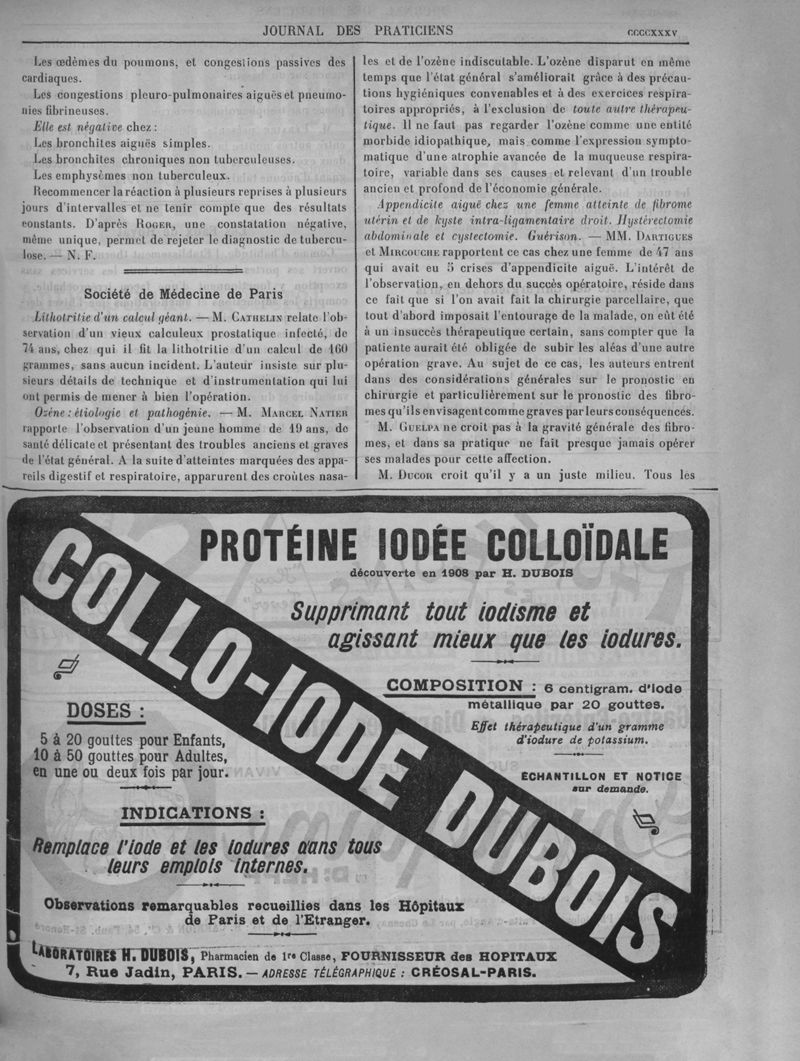 JOURNAL DES PRATICIENS
CCCCXXXV
Les œdèmes du poumons, et congestions passives des
cardiaques.
Les congestions pleuro-pulmonaires aiguës et pneumo-
nies fibrineuses.
Elle est négative chez :
Les bronchites aiguës simples.
Les bronchites chroniques non tuberculeuses.
Les emphysèmes non tuberculeux.
Recommencer la réaction à plusieurs reprises à plusieurs
jours d'intervalles et ne tenir compte que des résultats
constants. D'après ROGER, une constatation négative,
même unique, permet de rejeter le diagnostic de tubercu-
lose. — N. F.
Société de Médecine de Paris
Lithotritie d'un calcul géant. — M. CATHELIN relate l'ob-
servation d'un vieux calculeux prostatique infecté, de
74 ans, chez qui il fit la lithotritie d'un calcul de 160
grammes, sans aucun incident. L'auteur insiste sur plu-
sieurs détails de technique et d'instrumentation qui lui
ont permis de mener à bien l'opération.
Ozène : étiologie et pathogénie. — M. MARCEL NATIER
rapporte l'observation d'un jeune homme de 19 ans, de
santé délicate et présentant des troubles anciens et graves
de l'état général. A la suite d'atteintes marquées des appa-
reils digestif et respiratoire, apparurent des croûtes nasa-
les et de l'ozène indiscutable. L'ozène disparut en même
temps que l'état général s'améliorait grâce à des précau-
tions hygiéniques convenables et à des exercices respira-
toires appropriés, à l'exclusion de toute autre thérapeu-
tique. Il ne faut pas regarder l'ozène comme une entité
morbide idiopathique, mais comme l'expression sympto-
matique d'une atrophie avancée de la muqueuse respira-
toire, variable dans ses causes et relevant d'un trouble
ancien et profond de l'économie générale.
Appendicite aiguë chez une femme atteinte de fibrome
utérin et de kyste intra-ligamentaire droit. Hystérectomie
abdominale et cystectomie. Guérison. — MM. DARTIGUES
et MIRCOUCHE rapportent ce cas chez une femme de 47 ans
qui avait eu 5 crises d'appendicite aiguë. L'intérêt de
l'observation, en dehors du succès opératoire, réside dans
ce fait que si l'on avait fait la chirurgie parcellaire, que
tout d'abord imposait l'entourage de la malade, on eût été
à un insuccès thérapeutique certain, sans compter que la
patiente aurait été obligée de subir les aléas d'une autre
opération grave. Au sujet de ce cas, les auteurs entrent
dans des considérations générales sur le pronostic en
chirurgie et particulièrement sur le pronostic des fibro-
mes qu'ils envisagent comme graves par leurs conséquences.
M. GUELPA ne croit pas à la gravité générale des fibro-
mes, et dans sa pratique ne fait presque jamais opérer
ses malades pour cette affection.
M. DUCOR croit qu'il y a un juste milieu. Tous les
PROTÉINE IODÉE COLLOÏDALE
découverte en 1908 par H. DUBOIS
Supprimant tout iodisme et
agissant mieux que les iodures.
COLLO-IODE DUBOIS
COMPOSITION : 6 centigram. d'Iode
métallique par 20 gouttes.
Effet thérapeutique d'un gramme
d'iodure de potassium.
ÉCHANTILLON ET NOTICE
sur demande.
DOSES :
5 à 20 gouttes pour Enfants,
10 à 50 gouttes pour Adultes,
en une ou deux fois par jour.
INDICATIONS :
Remplace l'iode et les iodures dans tous
leurs emplois internes.
Observations remarquables recueillies dans les Hôpitaux
de Paris et de l'Etranger.
LABORATOIRES H. DUBOIS, Pharmacien de 1re Classe, FOURNISSEUR des HOPITAUX
7, Rue Jadin, PARIS. — ADRESSE TÉLÉGRAPHIQUE : CRÉOSAL-PARIS.